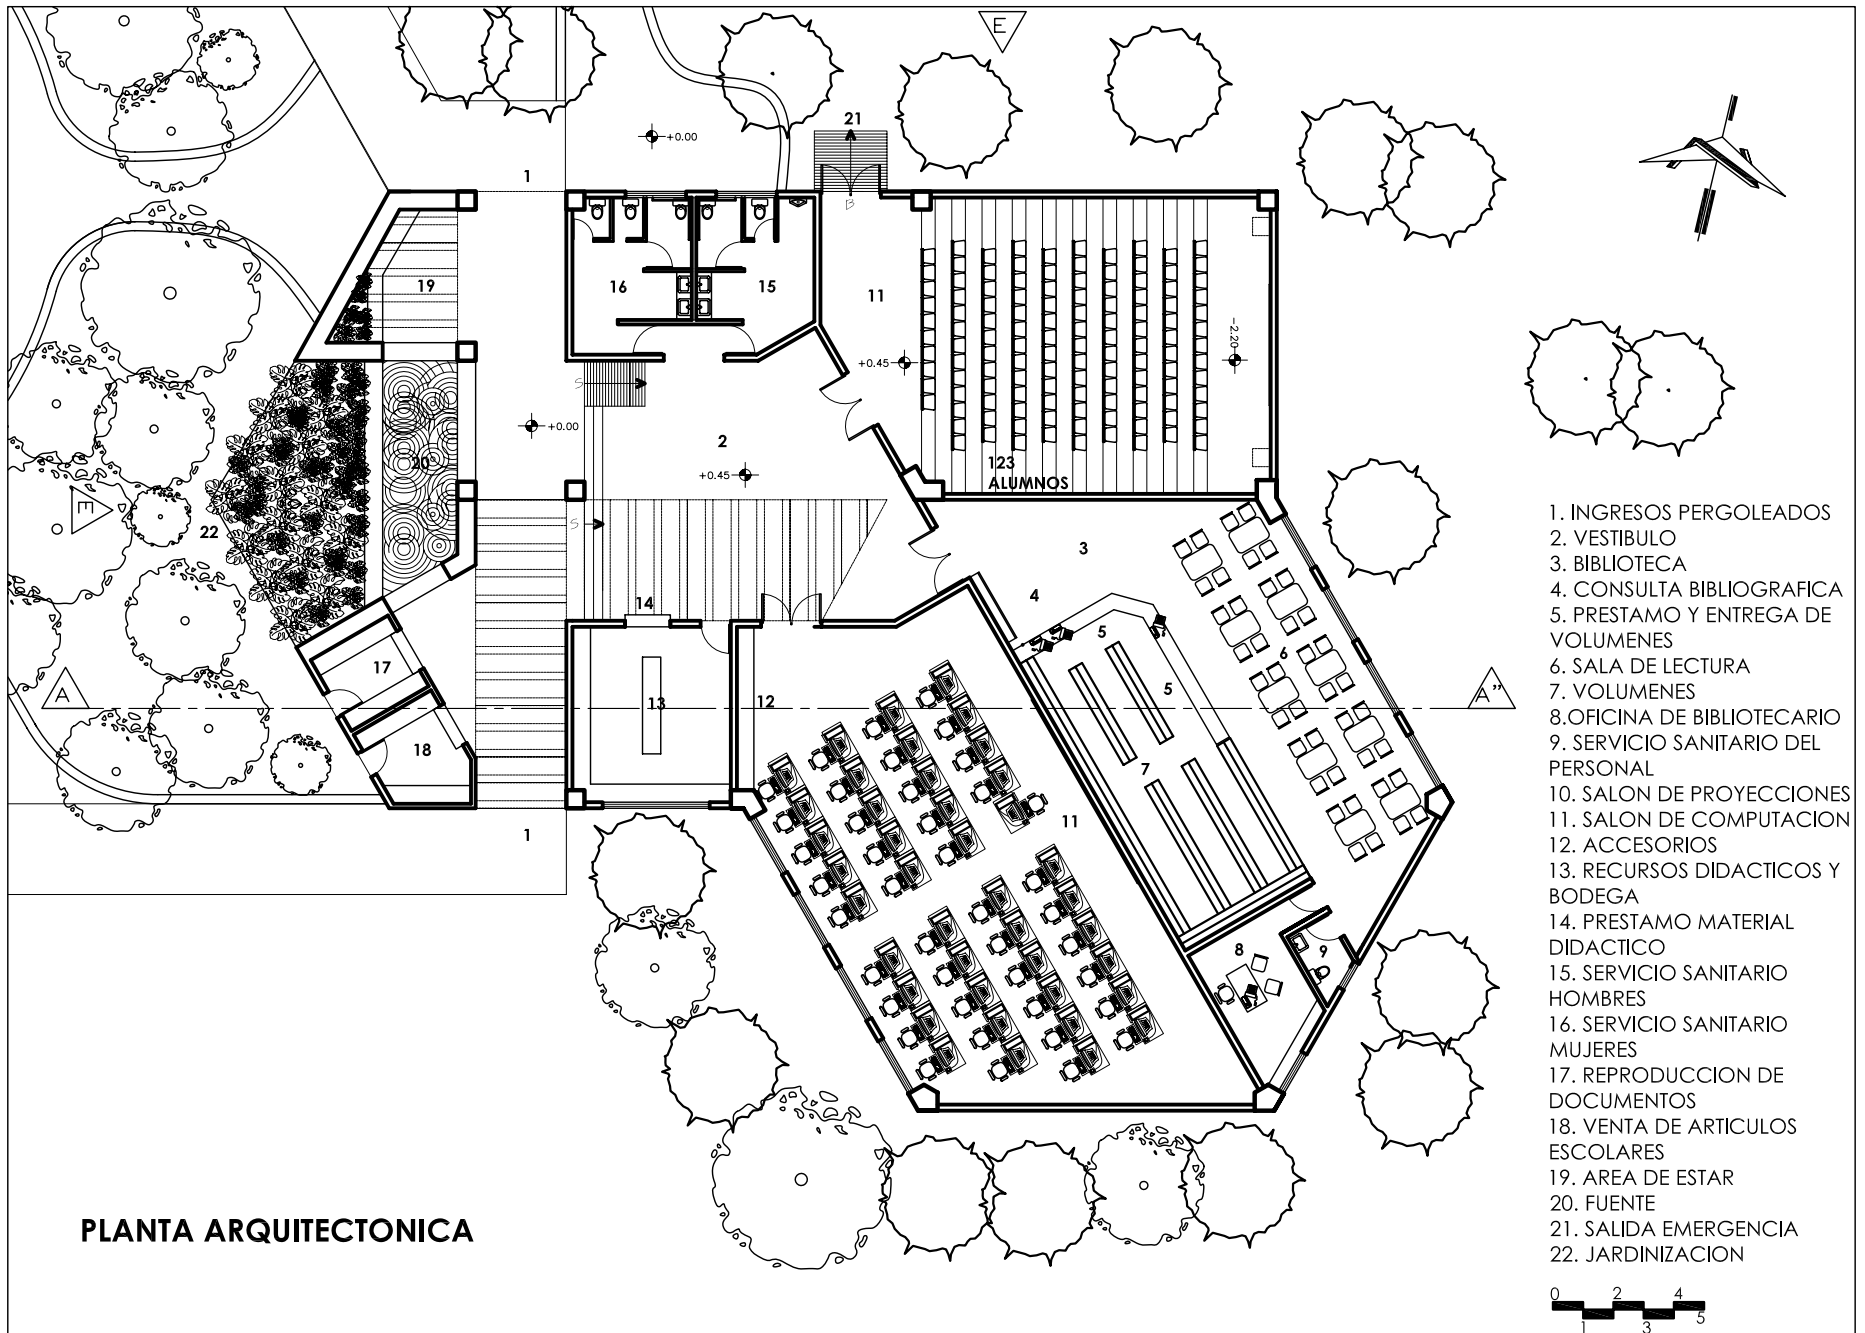 E
21
+0.00
1
B
19
16
15
11
+0.45
-2.20
S
+0.00
2
20
+0.45
123
ALUMNOS
E
22
S
3
14
4
5
17
6
A
A"
13
12
5
18
7
1
11
8
9
1. INGRESOS PERGOLEADOS
2. VESTIBULO
3. BIBLIOTECA
4. CONSULTA BIBLIOGRAFICA
5. PRESTAMO Y ENTREGA DE
VOLUMENES
6. SALA DE LECTURA
7. VOLUMENES
8.OFICINA DE BIBLIOTECARIO
9. SERVICIO SANITARIO DEL
PERSONAL
10. SALON DE PROYECCIONES
11. SALON DE COMPUTACION
12. ACCESORIOS
13. RECURSOS DIDACTICOS Y
BODEGA
14. PRESTAMO MATERIAL
DIDACTICO
15. SERVICIO SANITARIO
HOMBRES
16. SERVICIO SANITARIO
MUJERES
17. REPRODUCCION DE
DOCUMENTOS
18. VENTA DE ARTICULOS
ESCOLARES
19. AREA DE ESTAR
20. FUENTE
21. SALIDA EMERGENCIA
22. JARDINIZACION
PLANTA ARQUITECTONICA
0 2 4
1 3 5